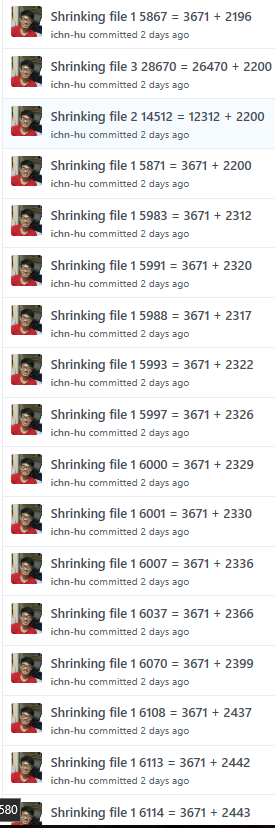 Shrinking file 1 5867 = 3671 + 2196
ichn-hu committed 2 days ago
Shrinking file 3 28670 = 26470 + 2200
ichn-hu committed 2 days ago
Shrinking file 2 14512 = 12312 + 2200
ichn-hu committed 2 days ago
Shrinking file 1 5871 = 3671 + 2200
ichn-hu committed 2 days ago
Shrinking file 1 5983 = 3671 + 2312
ichn-hu committed 2 days ago
Shrinking file 1 5991 = 3671 + 2320
ichn-hu committed 2 days ago
Shrinking file 1 5988 = 3671 + 2317
ichn-hu committed 2 days ago
Shrinking file 1 5993 = 3671 + 2322
ichn-hu committed 2 days ago
Shrinking file 1 5997 = 3671 + 2326
ichn-hu committed 2 days ago
Shrinking file 1 6000 = 3671 + 2329
ichn-hu committed 2 days ago
Shrinking file 1 6001 = 3671 + 2330
ichn-hu committed 2 days ago
Shrinking file 1 6007 = 3671 + 2336
ichn-hu committed 2 days ago
Shrinking file 1 6037 = 3671 + 2366
ichn-hu committed 2 days ago
Shrinking file 1 6070 = 3671 + 2399
ichn-hu committed 2 days ago
Shrinking file 1 6108 = 3671 + 2437
ichn-hu committed 2 days ago
Shrinking file 1 6113 = 3671 + 2442
ichn-hu committed 2 days ago
580
Shrinking file 1 6114 = 3671 + 2443